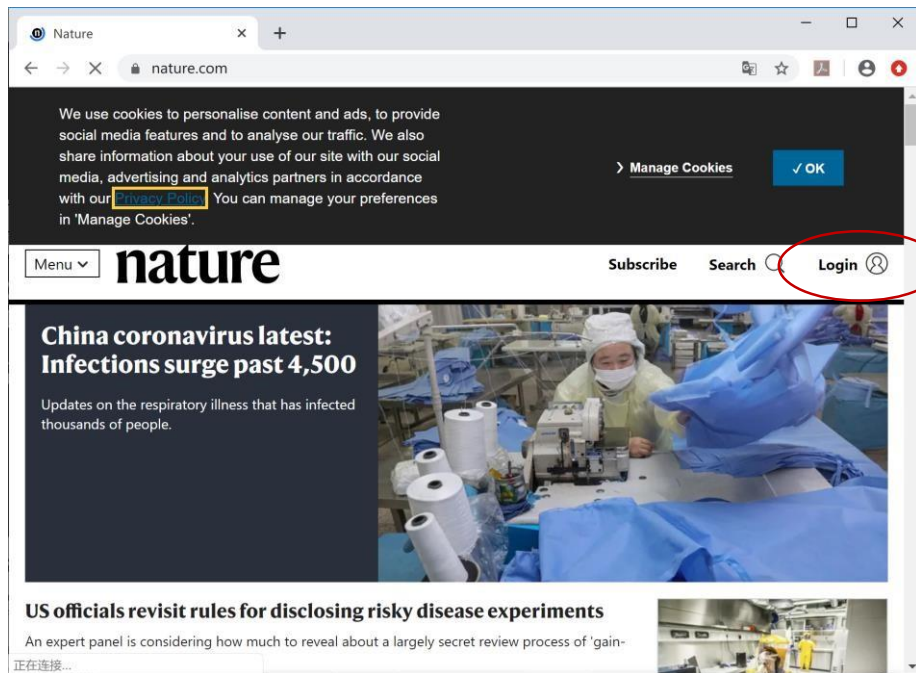 Nature
nature.com
We use cookies to personalise content and ads, to provide
social media features and to analyse our traffic. We also
share information about your use of our site with our social
media, advertising and analytics partners in accordance
with our Privacy Policy. You can manage your preferences
in 'Manage Cookies'.
Manage Cookies
✓ OK
Menu
nature
Subscribe
Search
Login
China coronavirus latest:
Infections surge past 4,500
Updates on the respiratory illness that has infected
thousands of people.
US officials revisit rules for disclosing risky disease experiments
An expert panel is considering how much to reveal about a largely secret review process of 'gain-
正在连接...